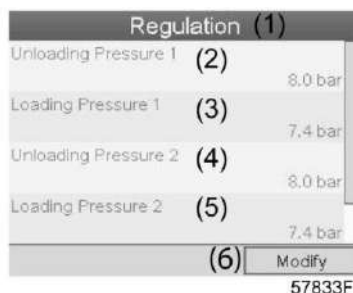 Regulation (1)
Unloading Pressure 1 (2)
8.0 bar
Loading Pressure 1 (3)
7.4 bar
Unloading Pressure 2 (4)
8.0 bar
Loading Pressure 2 (5)
7.4 bar
(6) Modify
57833F